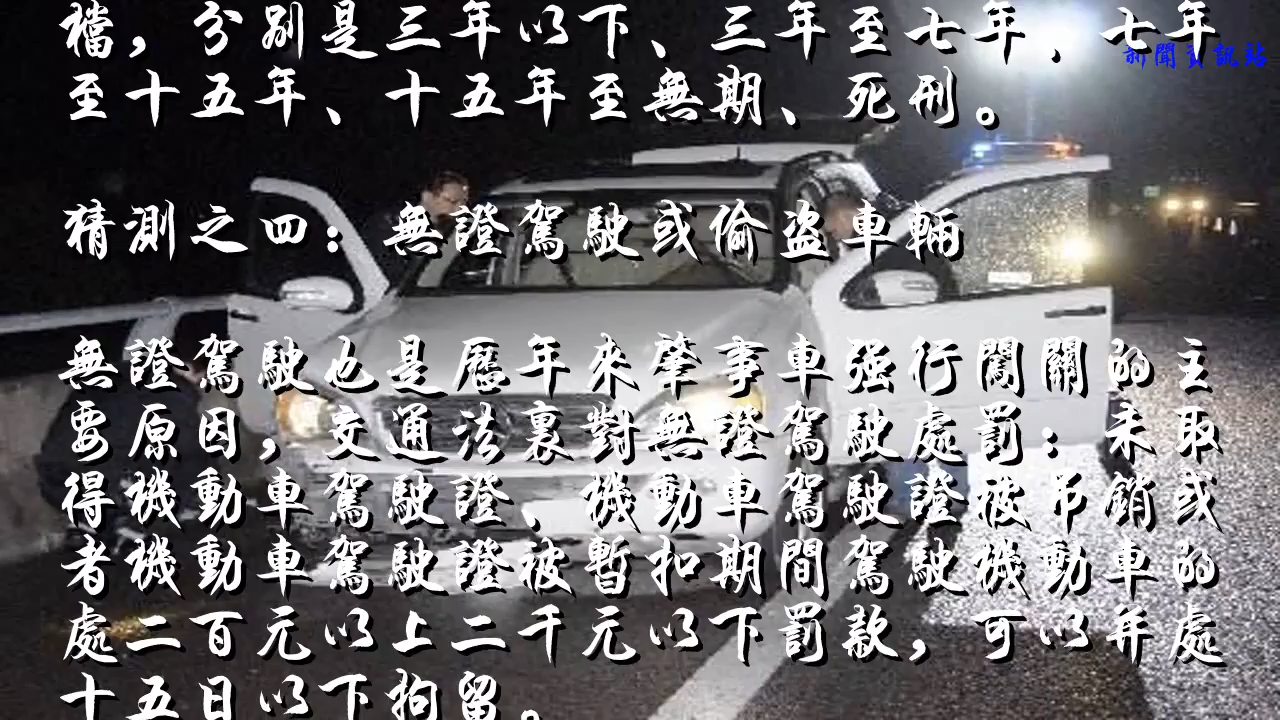 檔，分別是三年以下、三年至七年、七年
新聞資訊站
至十五年、十五年至無期、死刑。
猜測之四：無證駕駛或偷盜車輛
無證駕駛也是歷年來肇事車強行闖關的主
要原因，交通法裏對無證駕駛處罰：未取
得機動車駕駛證、機動車駕駛證被吊銷或
者機動車駕駛證被暫扣期間駕駛機動車的
處二百元以上二千元以下罰款，可以并處
十五日以下拘留。